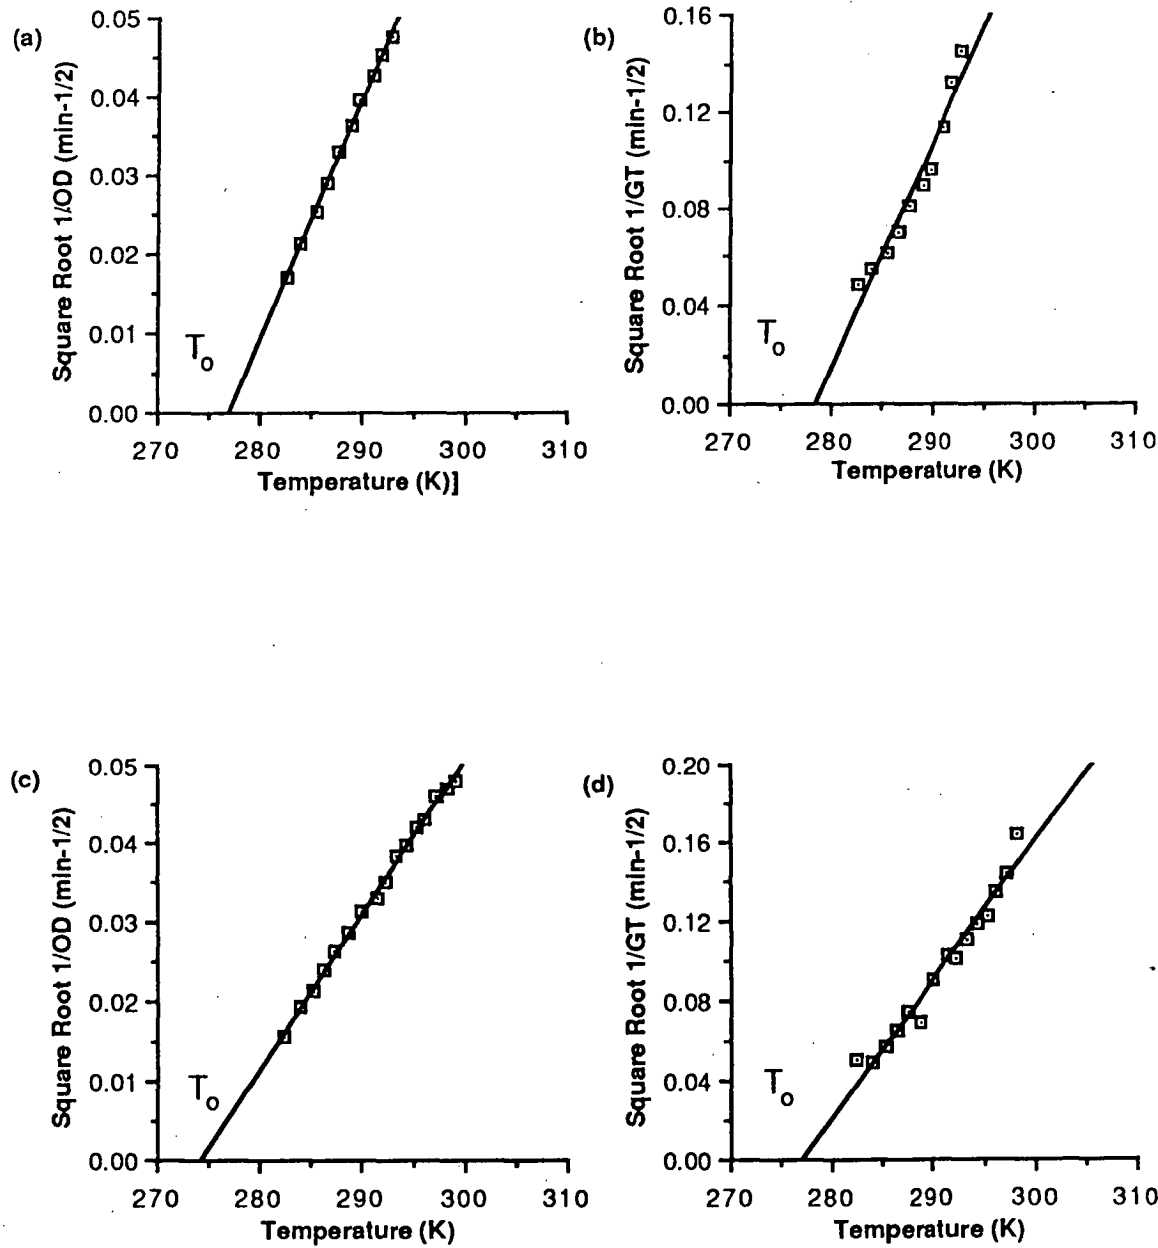 (a)
Square Root 1/OD (min-1/2)
0.05
0.04
0.03
0.02
0.01
0.00
To
270 280 290 300 310
Temperature (K)]
(b)
Square Root 1/GT (min-1/2)
0.16
0.12
0.08
0.04
0.00
To
270 280 290 300 310
Temperature (K)
(c)
Square Root 1/OD (min-1/2)
0.05
0.04
0.03
0.02
0.01
0.00
To
270 280 290 300 310
Temperature (K)
(d)
Square Root 1/GT (min-1/2)
0.20
0.16
0.12
0.08
0.04
0.00
To
270 280 290 300 310
Temperature (K)